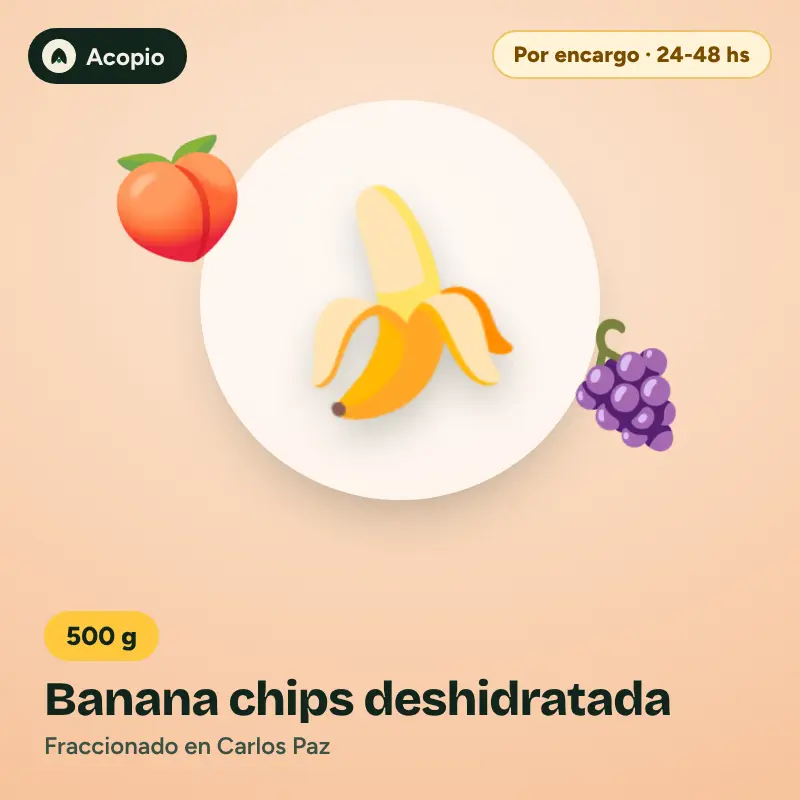 Acopio
Por encargo · 24-48 hs
500 g
Banana chips deshidratada
Fraccionado en Carlos Paz